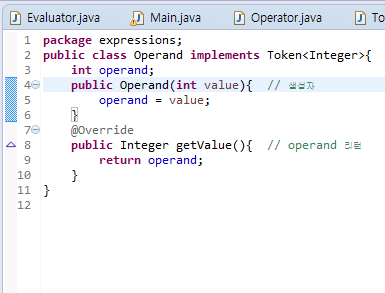 Evaluator.java Main.java Operator.java To
1 package expressions;
2 public class Operand implements Token<Integer>{
3 int operand;
4 public Operand(int value){ // 생성자
5 operand = value;
6 }
7 @Override
8 public Integer getValue(){ // operand 리턴
9 return operand;
10 }
11 }
12